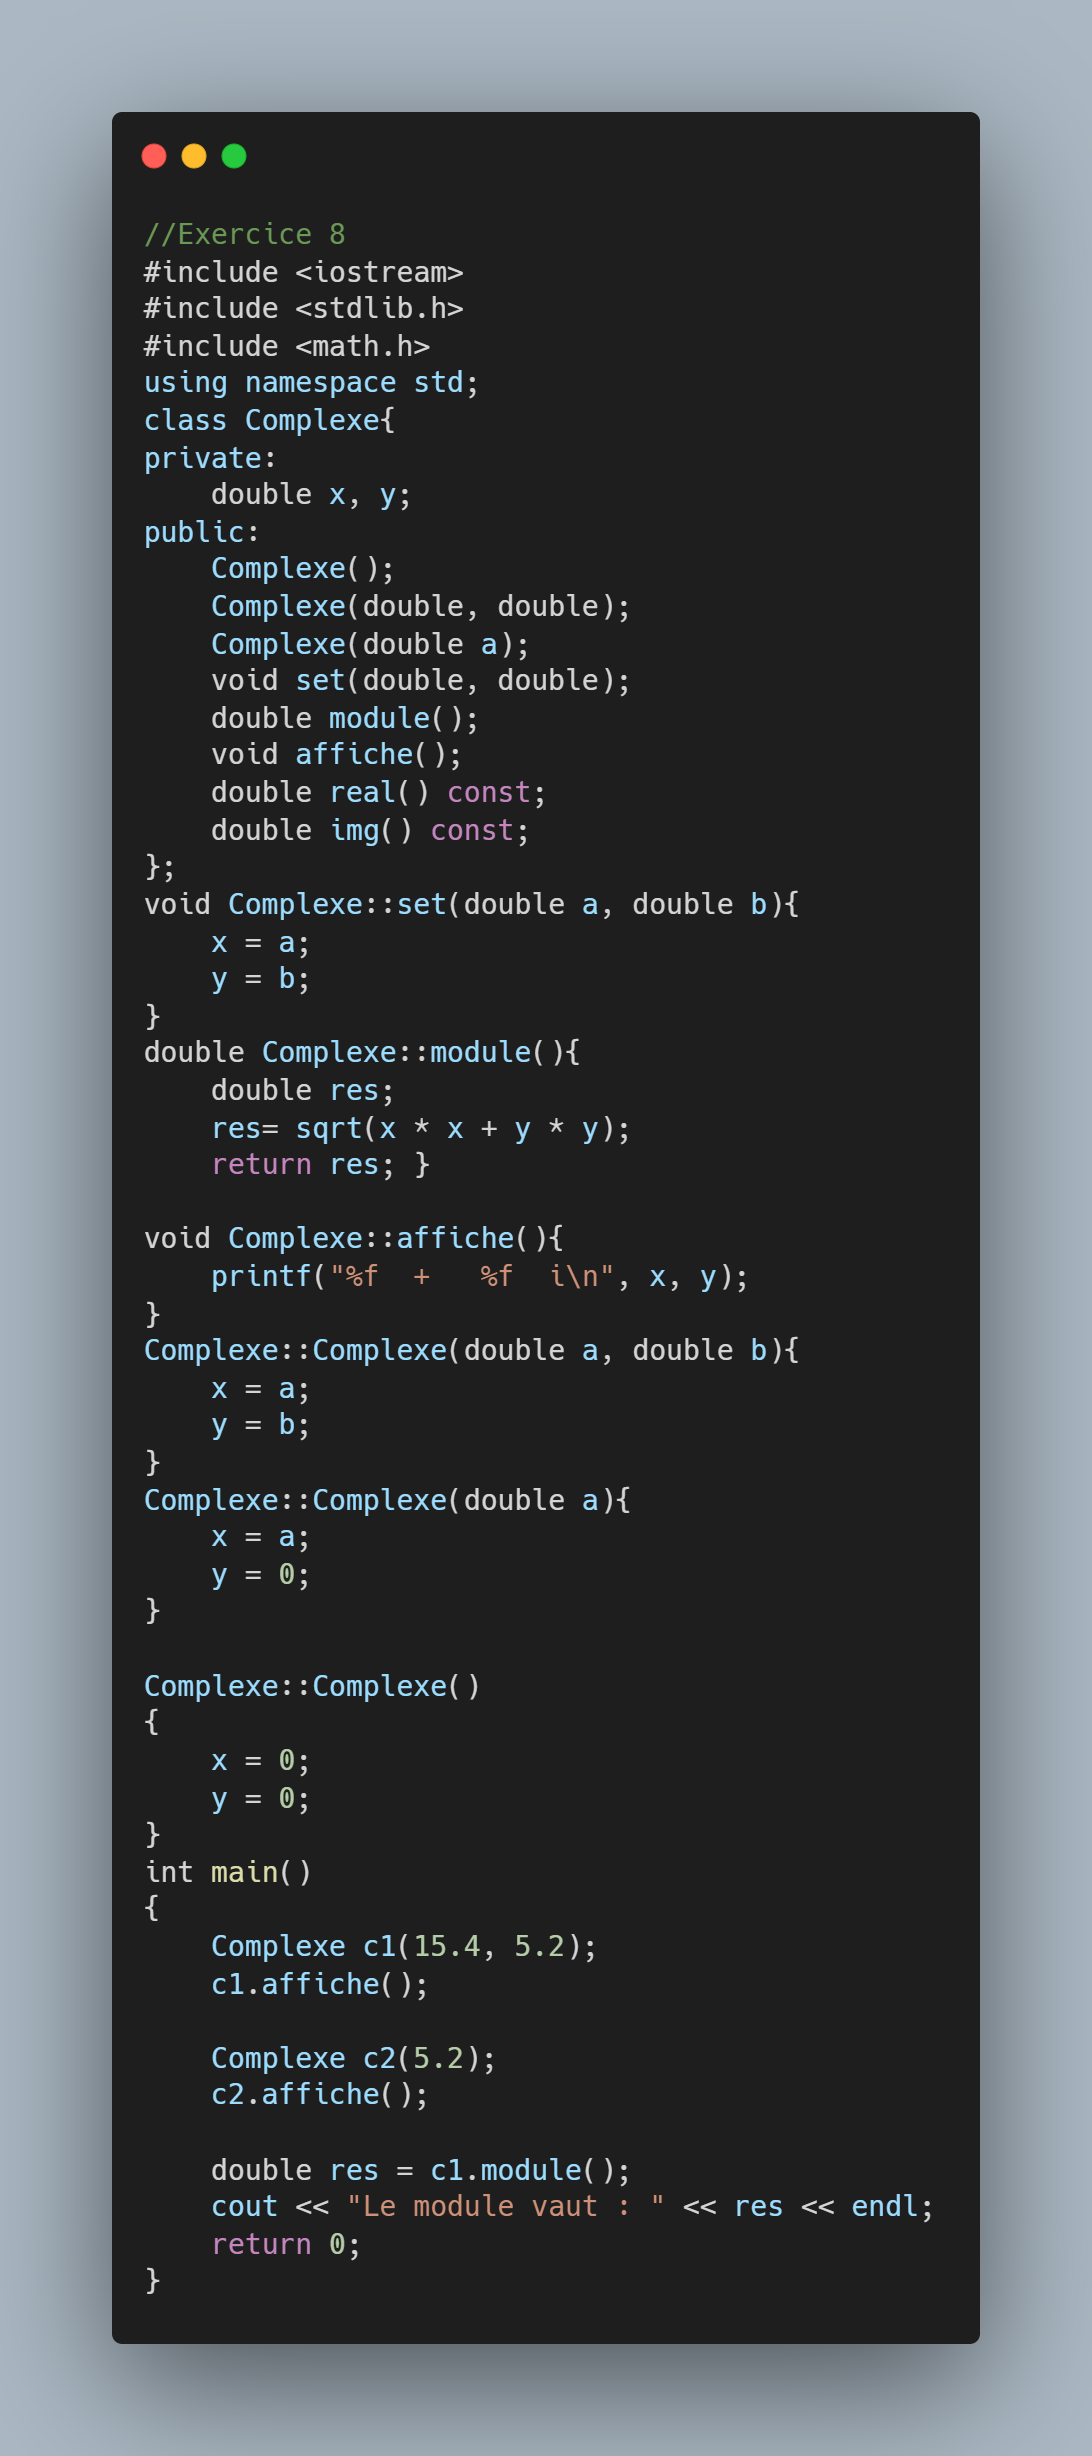 //Exercice 8
#include <iostream>
#include <stdlib.h>
#include <math.h>
using namespace std;
class Complexe{
private:
    double x, y;
public:
    Complexe();
    Complexe(double, double);
    Complexe(double a);
    void set(double, double);
    double module();
    void affiche();
    double real() const;
    double img() const;
};
void Complexe::set(double a, double b){
    x = a;
    y = b;
}
double Complexe::module(){
    double res;
    res= sqrt(x * x + y * y);
    return res; }

void Complexe::affiche(){
    printf("%f  +   %f  i\n", x, y);
}
Complexe::Complexe(double a, double b){
    x = a;
    y = b;
}
Complexe::Complexe(double a){
    x = a;
    y = 0;
}

Complexe::Complexe()
{
    x = 0;
    y = 0;
}
int main()
{
    Complexe c1(15.4, 5.2);
    c1.affiche();

    Complexe c2(5.2);
    c2.affiche();

    double res = c1.module();
    cout << "Le module vaut : " << res << endl;
    return 0;
}